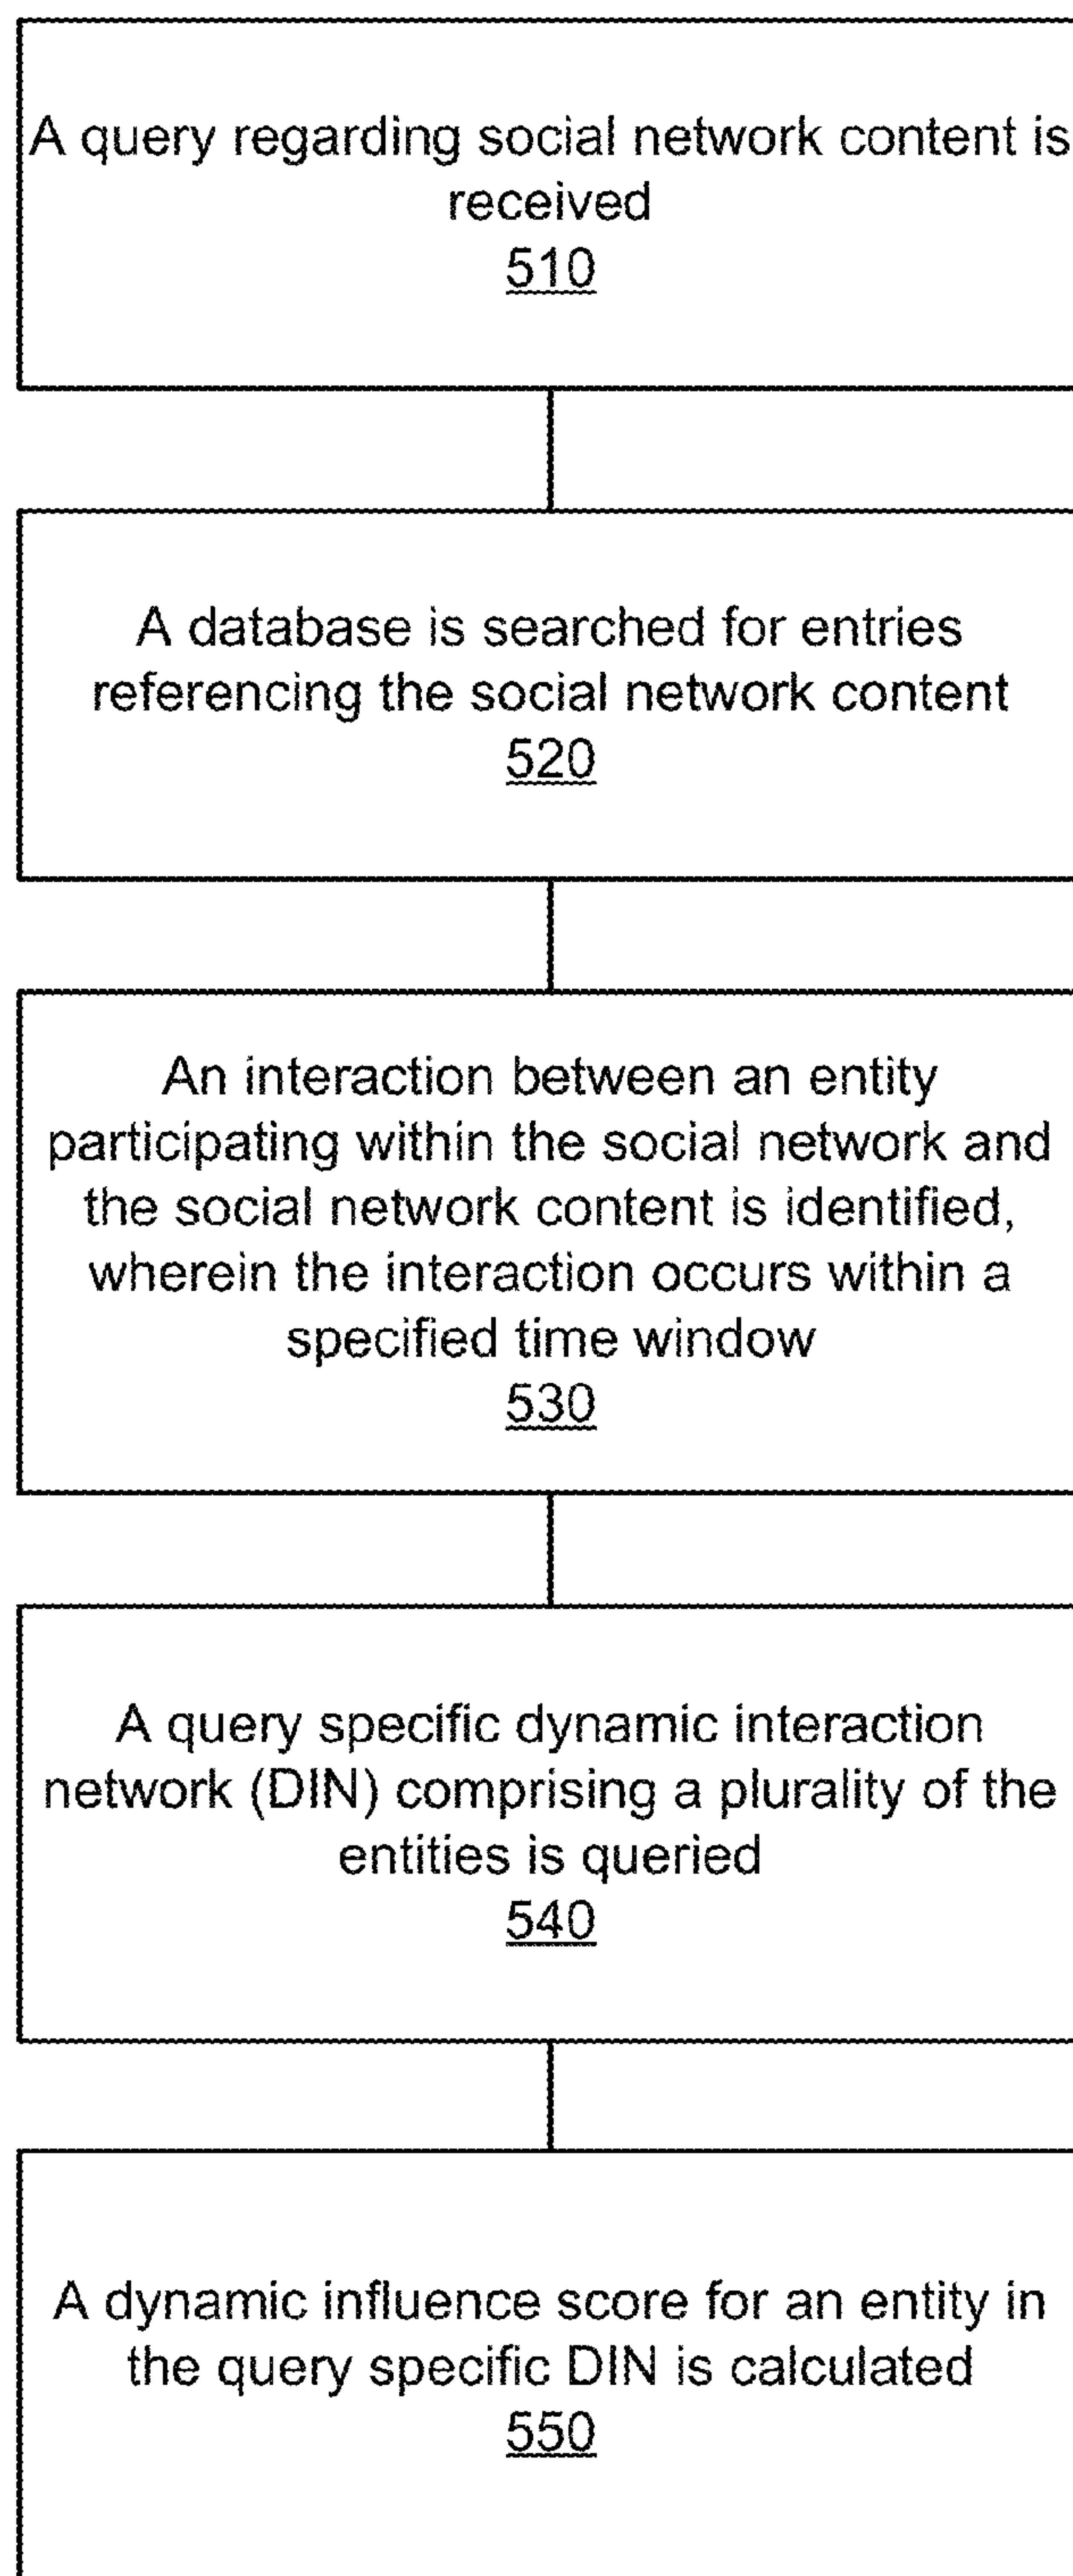 A query regarding social network content is
received
510
A database is searched for entries
referencing the social network content
520
An interaction between an entity
participating within the social network and
the social network content is identified,
wherein the interaction occurs within a
specified time window
530
A query specific dynamic interaction
network (DIN) comprising a plurality of the
entities is queried
540
A dynamic influence score for an entity in
the query specific DIN is calculated
550